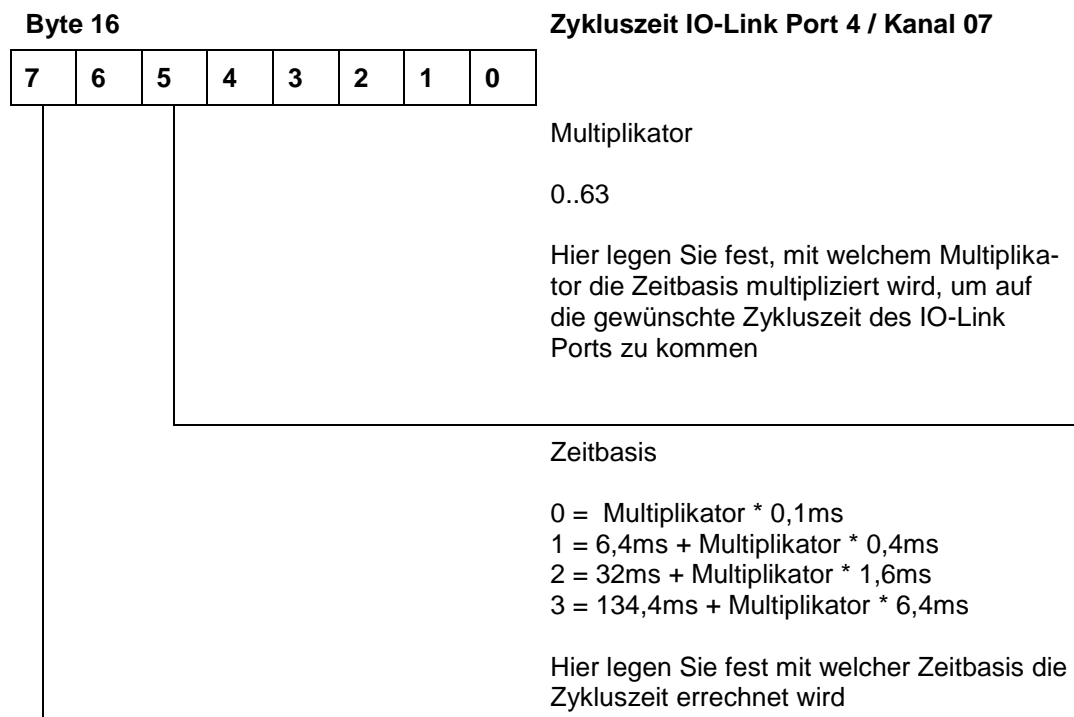 Byte 16 Zykluszeit IO-Link Port 4 / Kanal 07
7 6 5 4 3 2 1 0
Multiplikator
0..63
Hier legen Sie fest, mit welchem Multiplika-
tor die Zeitbasis multipliziert wird, um auf
die gewünschte Zykluszeit des IO-Link
Ports zu kommen
Zeitbasis
0 = Multiplikator * 0,1ms
1 = 6,4ms + Multiplikator * 0,4ms
2 = 32ms + Multiplikator * 1,6ms
3 = 134,4ms + Multiplikator * 6,4ms
Hier legen Sie fest mit welcher Zeitbasis die
Zykluszeit errechnet wird